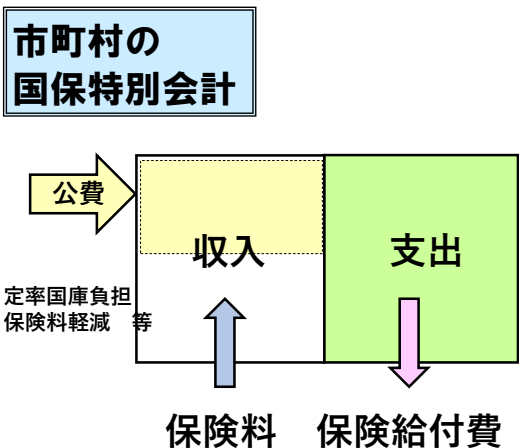 市町村の
国保特別会計
公費
収入
支出
定率国庫負担
保険料軽減　等
保険料
保険給付費